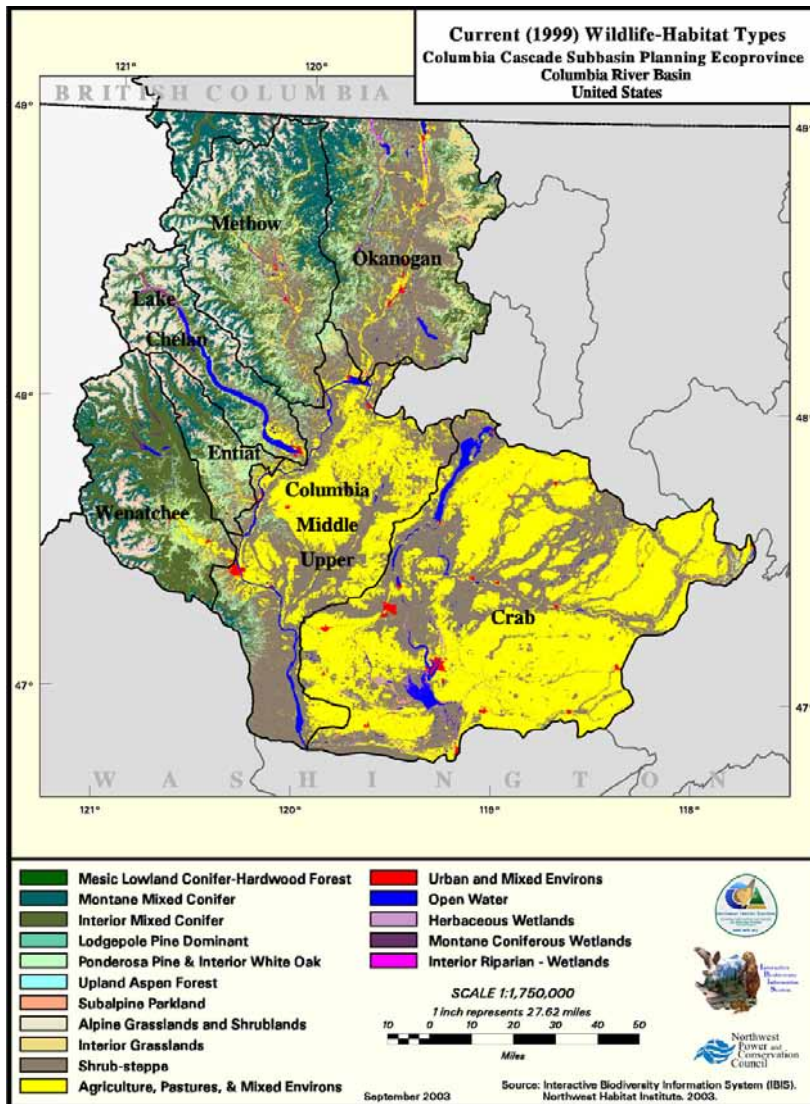 Current (1999) Wildlife-Habitat Types
Columbia Cascade Subbasin Planning Ecoprovince
Columbia River Basin
United States
121°
120°
BRITISH COLUMBIA
49°
49°
Methow
Okanogan
Lake
Chelan
48°
48°
Entiat
Columbia
Wenatchee
Middle
Upper
Crab
47°
47°
WASHINGTON
121°
120°
119°
118°
Mesic Lowland Conifer-Hardwood Forest
Montane Mixed Conifer
Interior Mixed Conifer
Lodgepole Pine Dominant
Ponderosa Pine & Interior White Oak
Upland Aspen Forest
Subalpine Parkland
Alpine Grasslands and Shrublands
Interior Grasslands
Shrub-steppe
Agriculture, Pastures, & Mixed Environs
Urban and Mixed Environs
Open Water
Herbaceous Wetlands
Montane Coniferous Wetlands
Interior Riparian - Wetlands
SCALE 1:1,750,000
1 inch represents 27.62 miles
10 0 10 20 30 40 50
Miles
Interactive
Biodiversity
Information
System
Northwest
Power and
Conservation
Council
September 2003
Source: Interactive Biodiversity Information System (IBIS).
Northwest Habitat Institute. 2003.